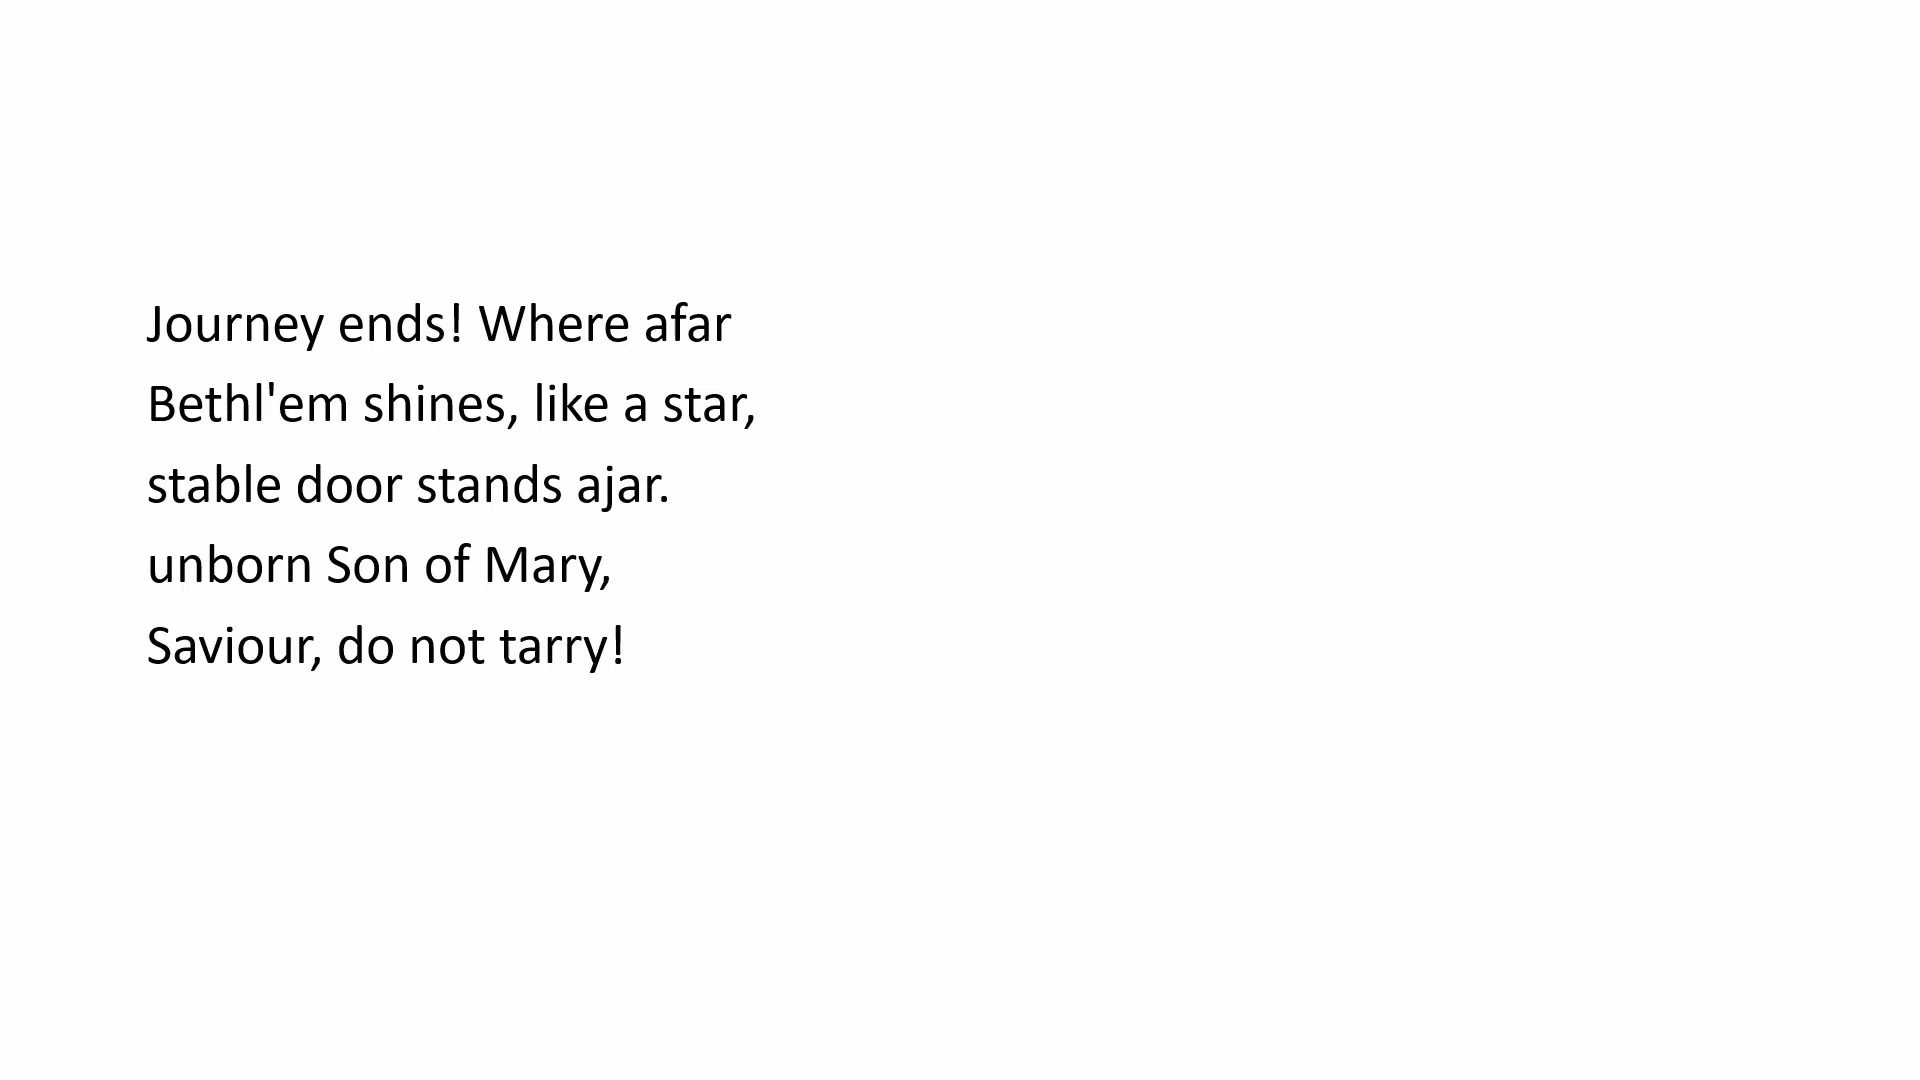 Journey ends! Where afar
Bethl'em shines, like a star,
stable door stands ajar.
unborn Son of Mary,
Saviour, do not tarry!